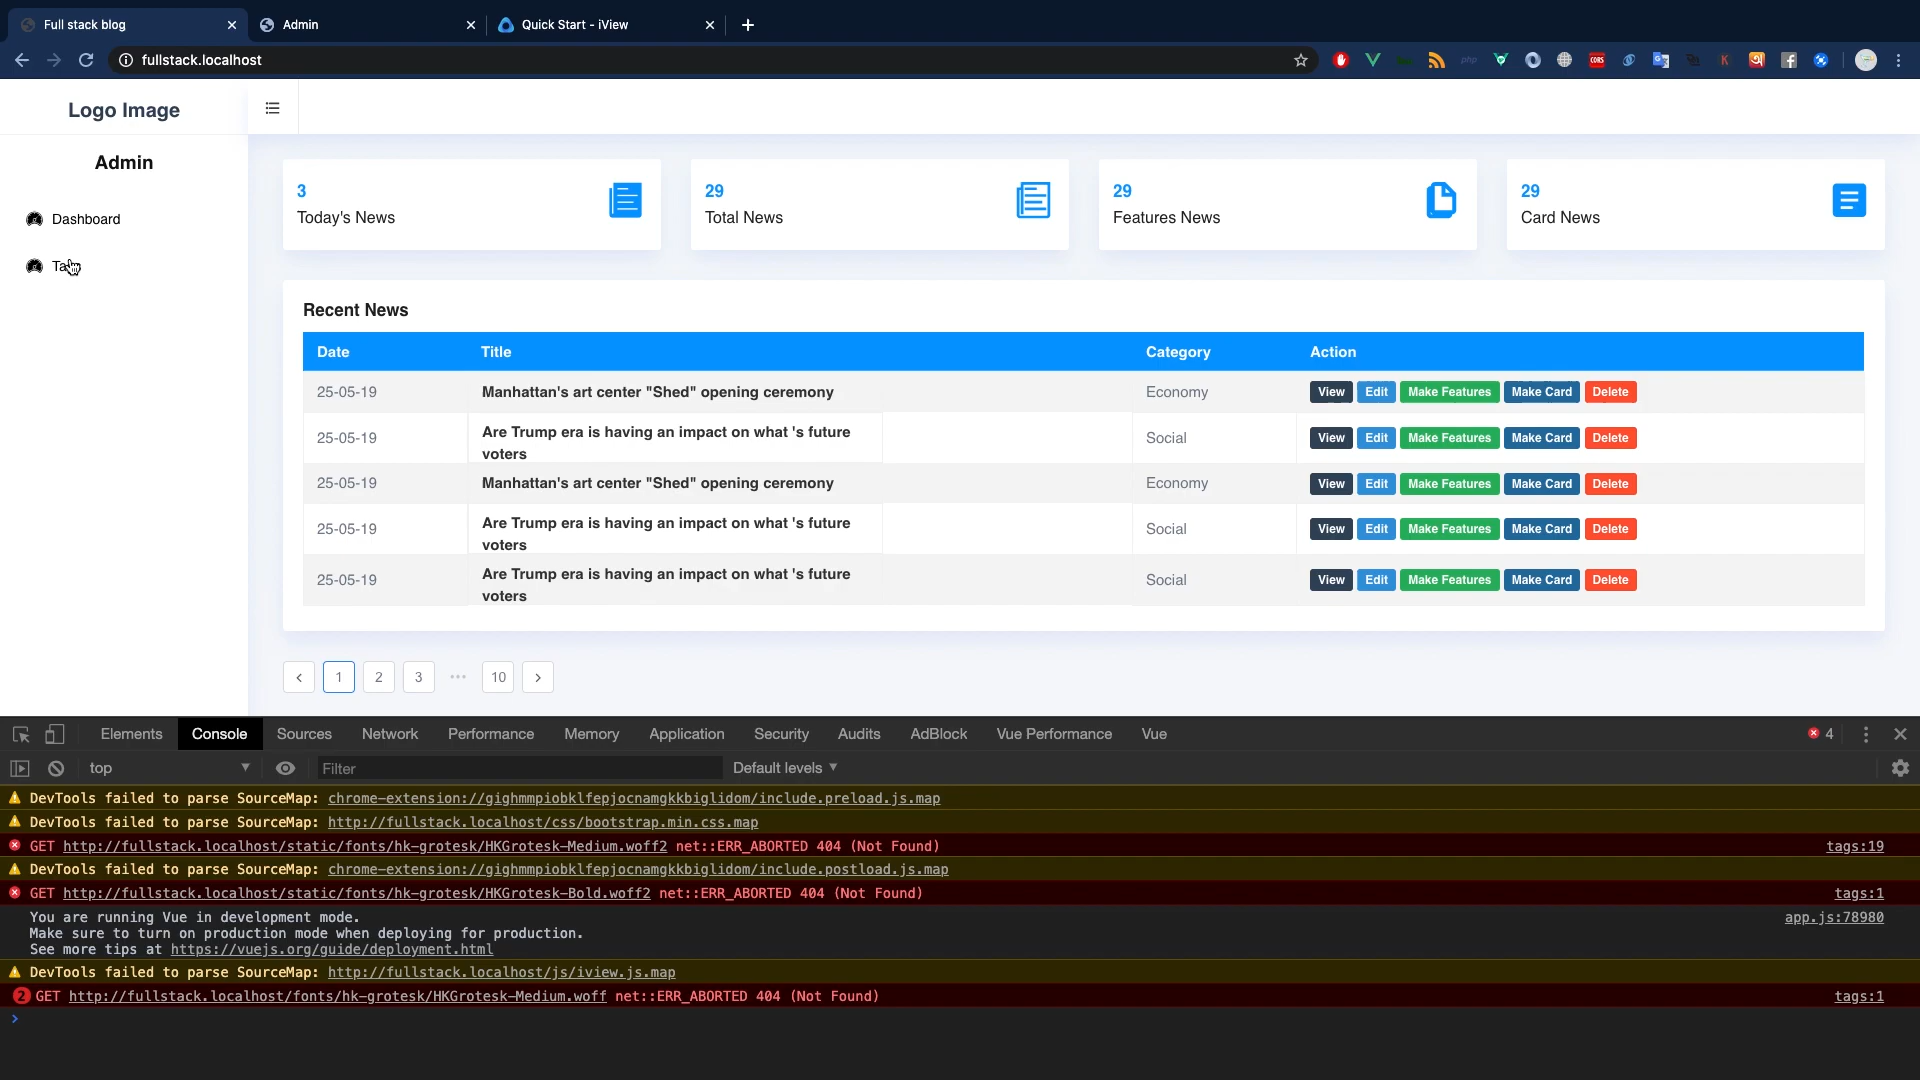 Full stack blog
Admin
Quick Start - iView
fullstack.localhost
Logo Image
Admin
Dashboard
3
Today's News
29
Total News
29
Features News
29
Card News
Recent News
Date Title Category Action
25-05-19 Manhattan's art center "Shed" opening ceremony Economy View Edit Make Features Make Card Delete
25-05-19 Are Trump era is having an impact on what 's future voters Social View Edit Make Features Make Card Delete
25-05-19 Manhattan's art center "Shed" opening ceremony Economy View Edit Make Features Make Card Delete
25-05-19 Are Trump era is having an impact on what 's future voters Social View Edit Make Features Make Card Delete
25-05-19 Are Trump era is having an impact on what 's future voters Social View Edit Make Features Make Card Delete
1 2 3 ••• 10
Elements Console Sources Network Performance Memory Application Security Audits AdBlock Vue Performance Vue 4
top Filter Default levels
DevTools failed to parse SourceMap: chrome-extension://gighmmpiobklfepjocnamgkkbiglidom/include.preload.js.map
DevTools failed to parse SourceMap: http://fullstack.localhost/css/bootstrap.min.css.map
GET http://fullstack.localhost/static/fonts/hk-grotesk/HKGrotesk-Medium.woff2 net::ERR_ABORTED 404 (Not Found) tags:19
DevTools failed to parse SourceMap: chrome-extension://gighmmpiobklfepjocnamgkkbiglidom/include.postload.js.map
GET http://fullstack.localhost/static/fonts/hk-grotesk/HKGrotesk-Bold.woff2 net::ERR_ABORTED 404 (Not Found) tags:1
You are running Vue in development mode. app.js:78980
Make sure to turn on production mode when deploying for production.
See more tips at https://vuejs.org/guide/deployment.html
DevTools failed to parse SourceMap: http://fullstack.localhost/js/iview.js.map
2 GET http://fullstack.localhost/fonts/hk-grotesk/HKGrotesk-Medium.woff net::ERR_ABORTED 404 (Not Found) tags:1